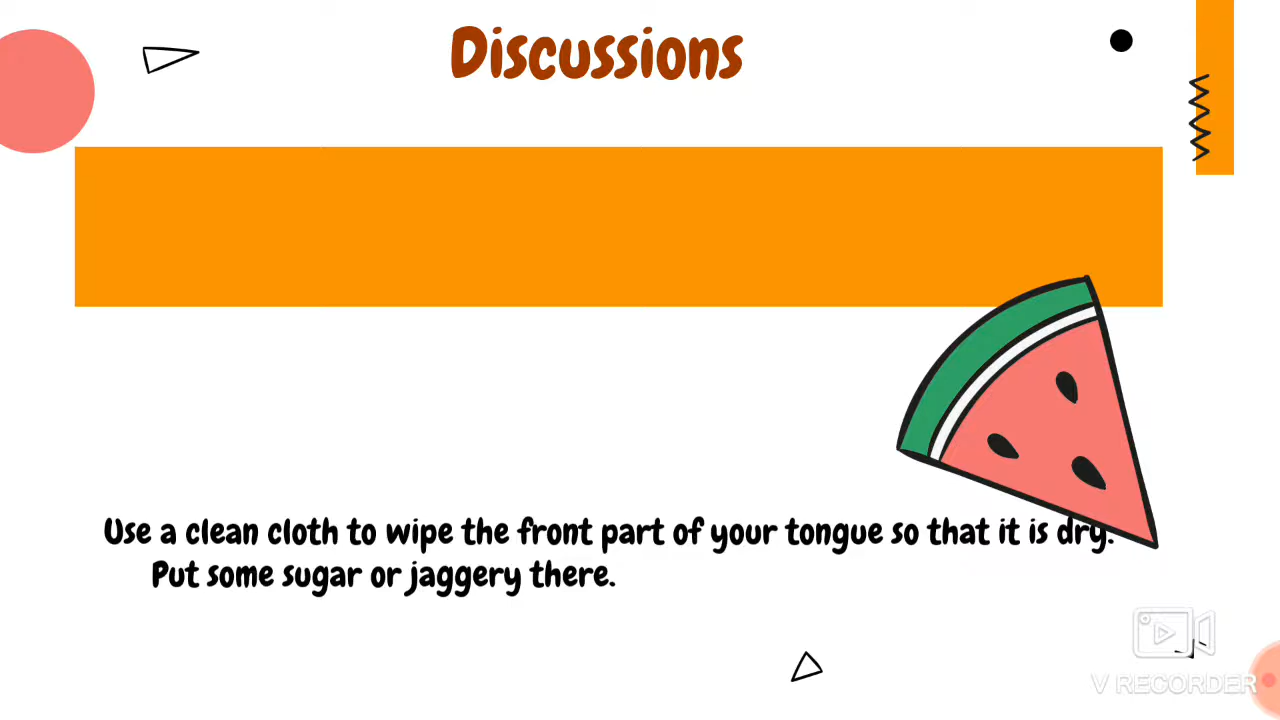 Discussions
Use a clean cloth to wipe the front part of your tongue so that it is dry.
Put some sugar or jaggery there.
V RECORDER